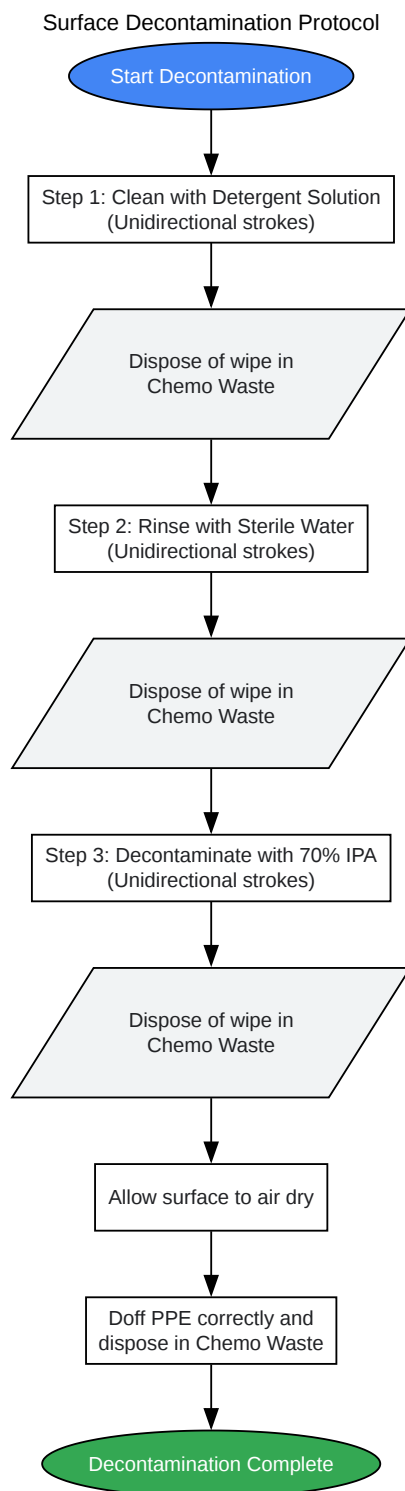 Surface Decontamination Protocol
Start Decontamination
Step 1: Clean with Detergent Solution
(Unidirectional strokes)
Dispose of wipe in
Chemo Waste
Step 2: Rinse with Sterile Water
(Unidirectional strokes)
Dispose of wipe in
Chemo Waste
Step 3: Decontaminate with 70% IPA
(Unidirectional strokes)
Dispose of wipe in
Chemo Waste
Allow surface to air dry
Doff PPE correctly and
dispose in Chemo Waste
Decontamination Complete